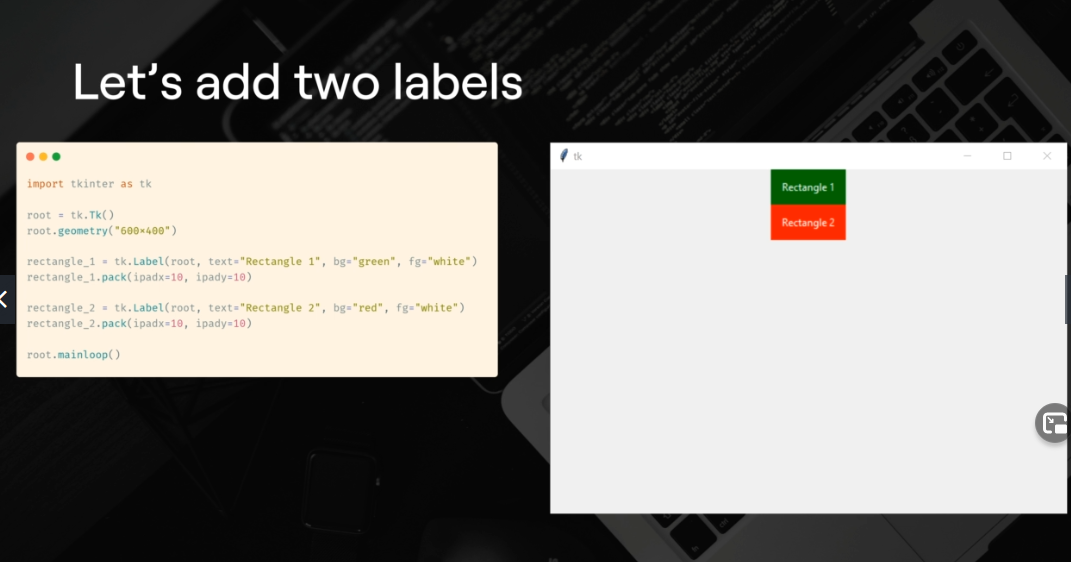 Let's add two labels
import tkinter as tk
root = tk.Tk()
root.geometry("600×400")
rectangle_1 = tk.Label(root, text="Rectangle 1", bg="green", fg="white")
rectangle_1.pack(ipadx=10, ipady=10)
rectangle_2 = tk.Label(root, text="Rectangle 2", bg="red", fg="white")
rectangle_2.pack(ipadx=10, ipady=10)
root.mainloop()
tk
Rectangle 1
Rectangle 2